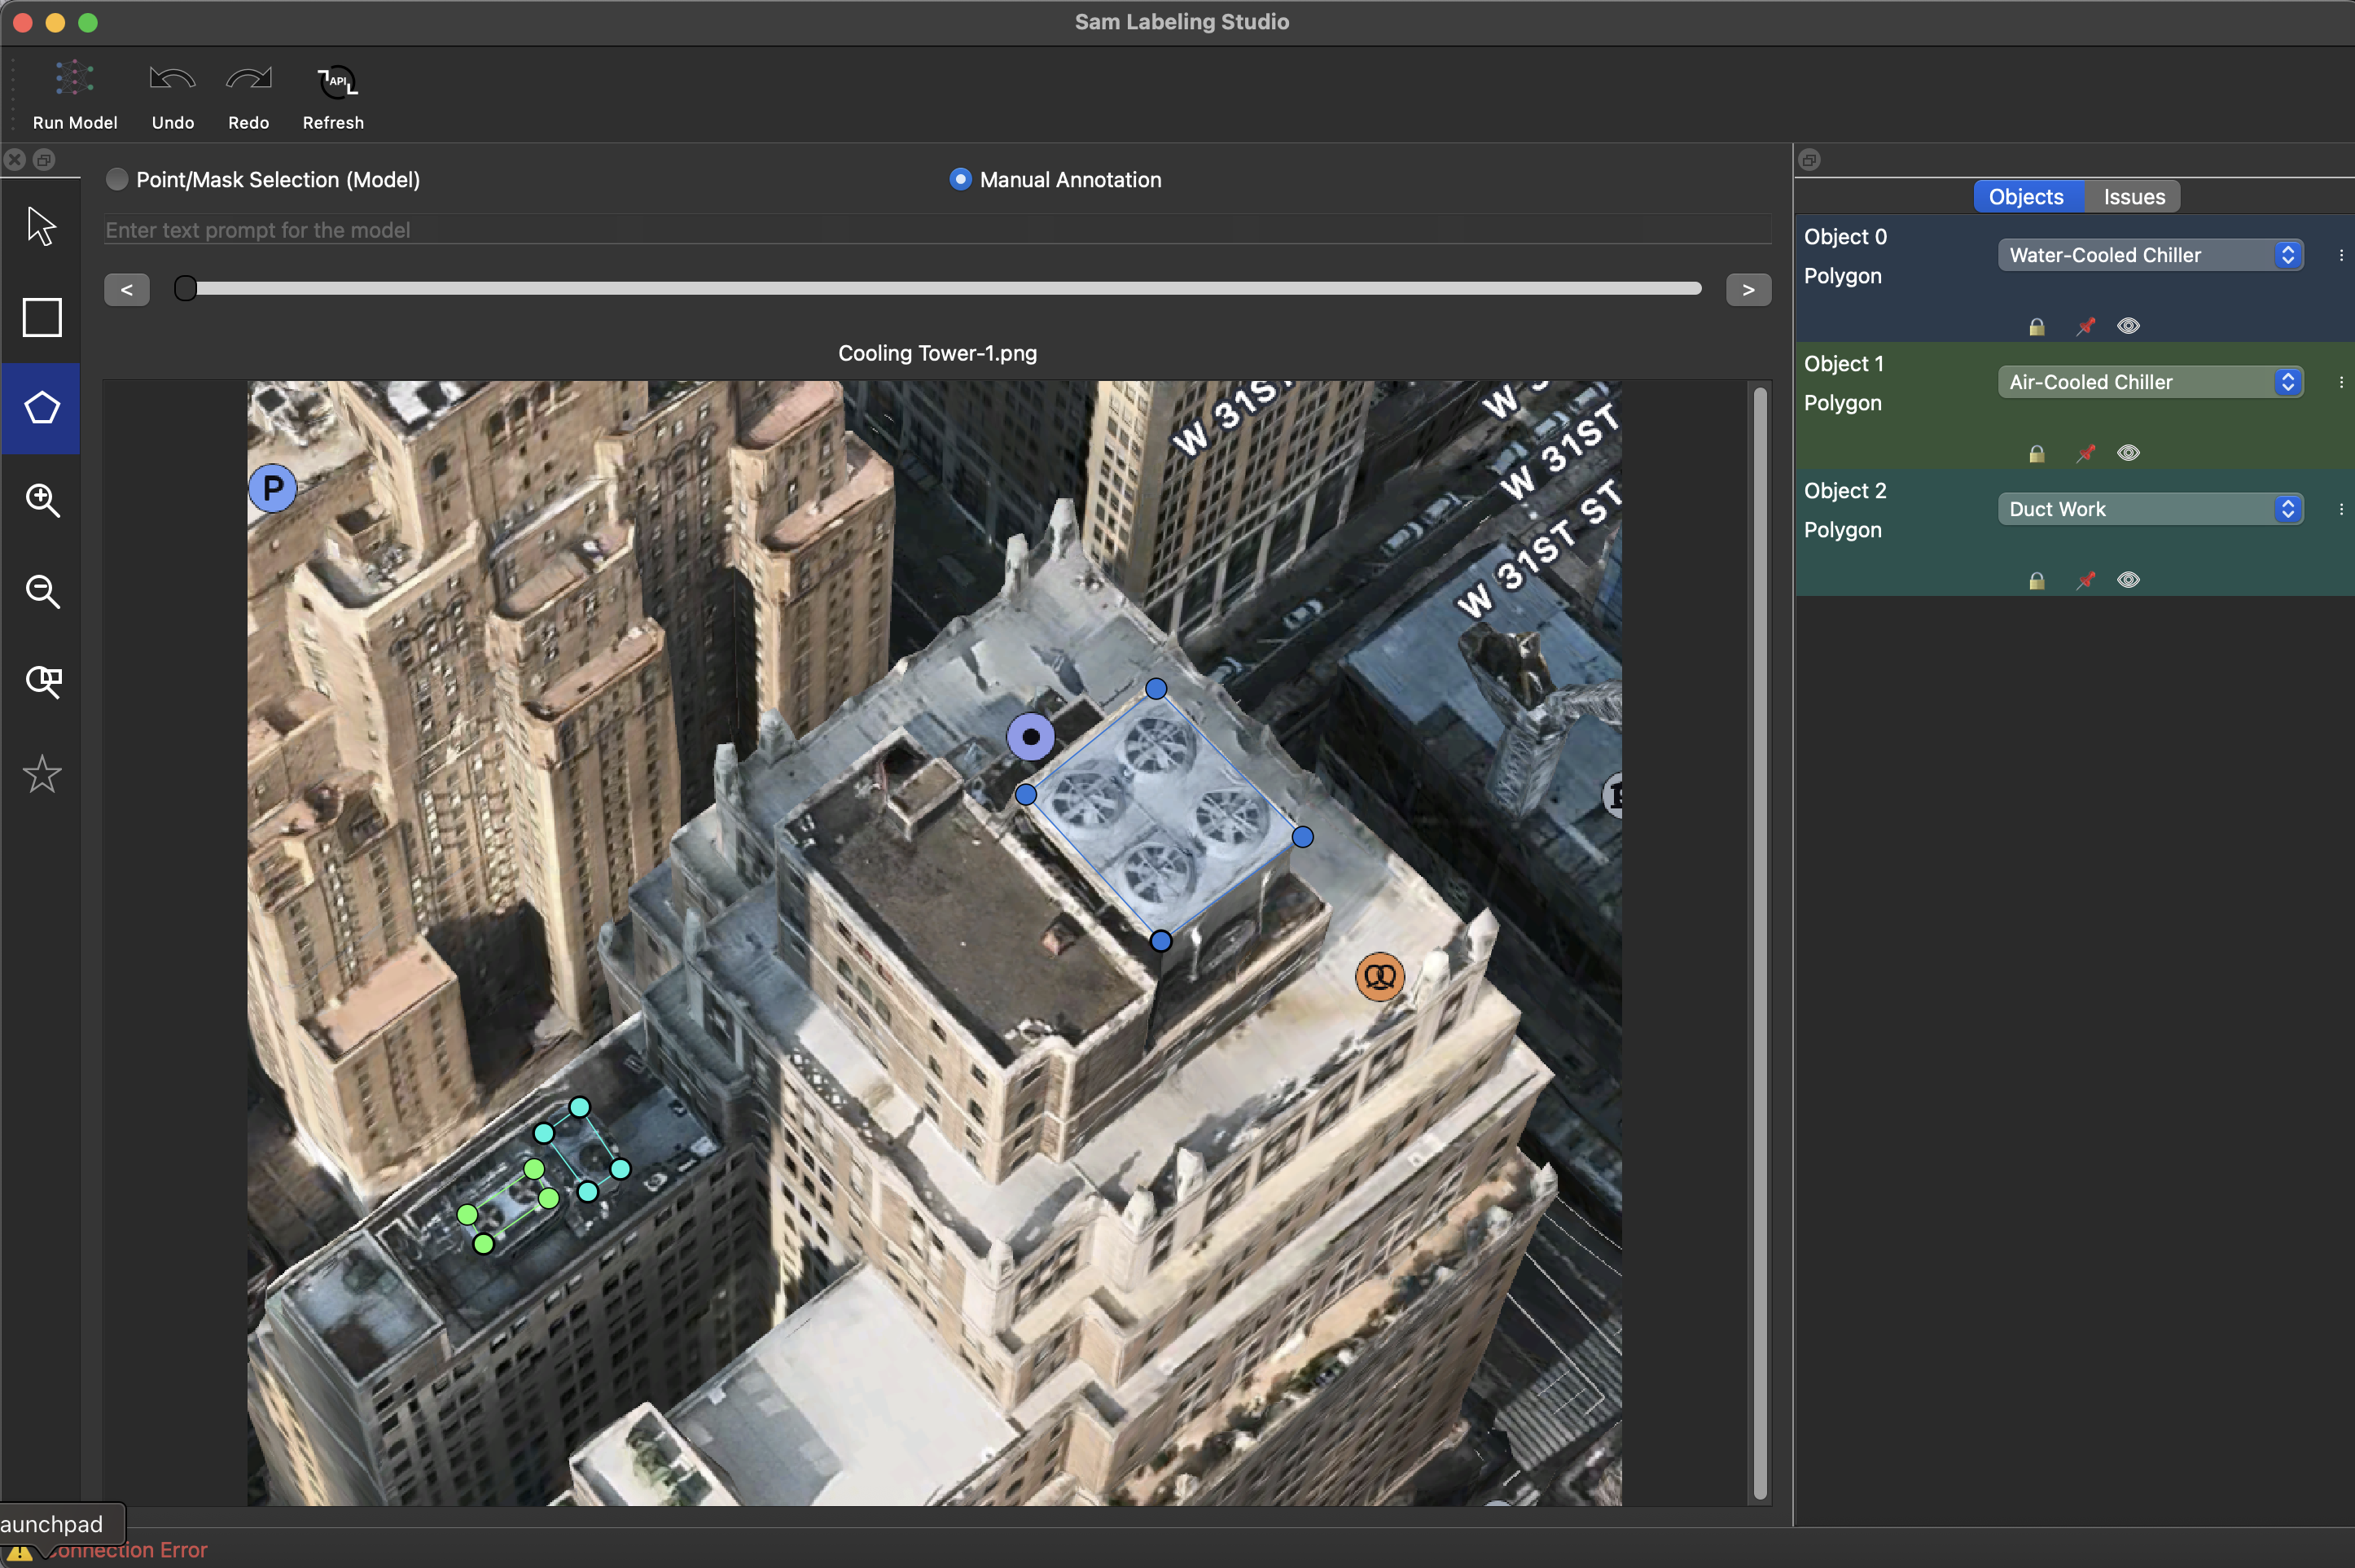 Sam Labeling Studio
Run Model
Undo
Redo
API
Refresh
Point/Mask Selection (Model)
Manual Annotation
Enter text prompt for the model
<
>
Cooling Tower-1.png
P
W 31S
W
W 31ST
W 31ST ST
Objects
Issues
Object 0
Water-Cooled Chiller
Polygon
Object 1
Air-Cooled Chiller
Polygon
Object 2
Duct Work
Polygon
aunchpad
onnection Error